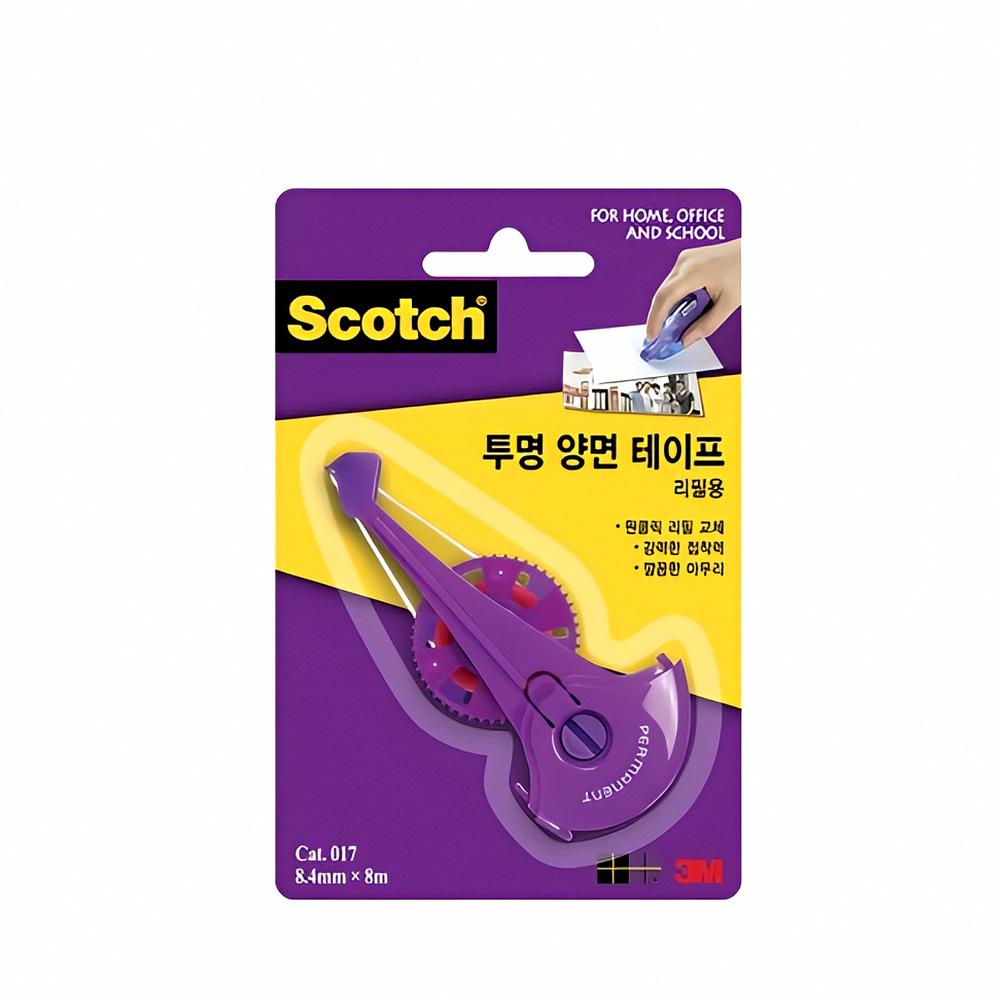 FOR HOME, OFFICE
AND SCHOOL
Scotch
투명 양면 테이프
리필용
PERMANENT
Cat. 017
8.4mm × 8m
3M